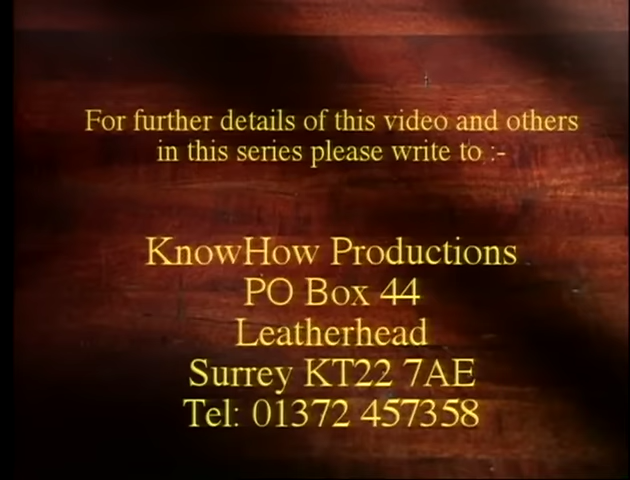 For further details of this video and others
in this series please write to :-
KnowHow Productions
PO Box 44
Leatherhead
Surrey KT22 7AE
Tel: 01372 457358